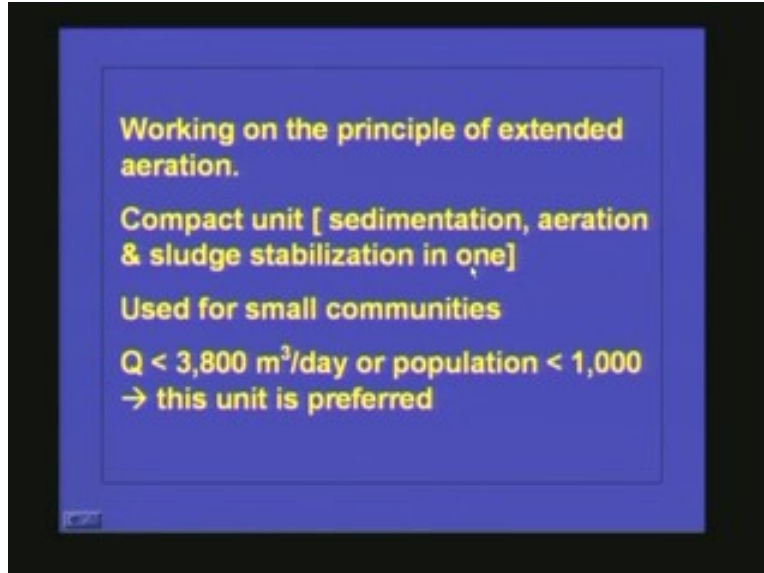 Working on the principle of extended
aeration.
Compact unit [ sedimentation, aeration
& sludge stabilization in one]
Used for small communities
Q < 3,800 m³/day or population < 1,000
→ this unit is preferred